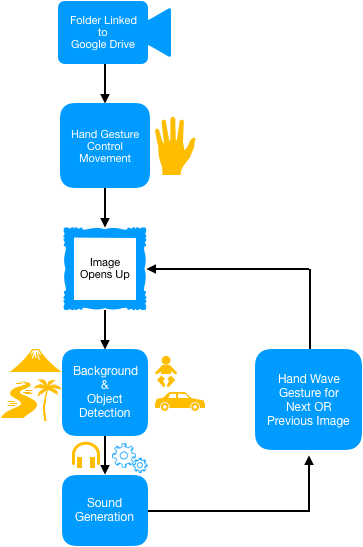 Folder Linked
to
Google Drive
Hand Gesture
Control
Movement
Image
Opens Up
Background
&
Object
Detection
Hand Wave
Gesture for
Next OR
Previous Image
Sound
Generation